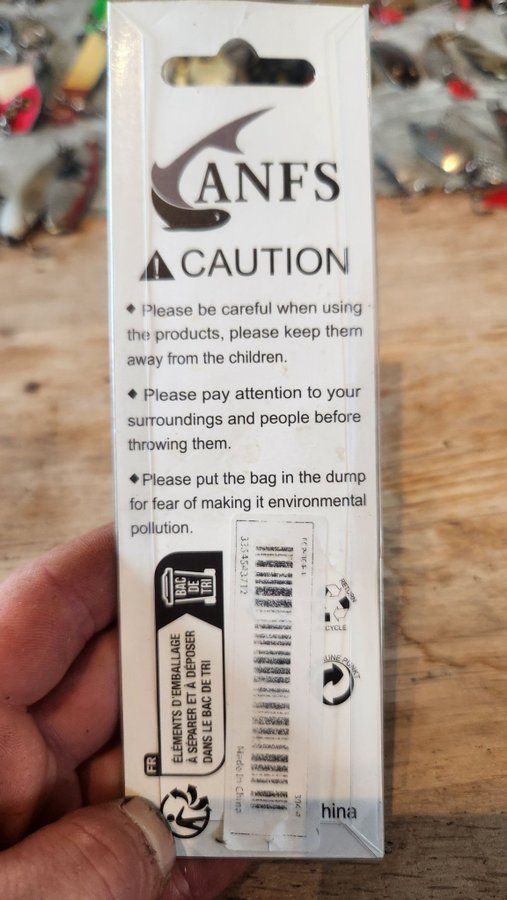 ANFS
CAUTION
Please be careful when using
the products, please keep them
away from the children.
Please pay attention to your
surroundings and people before
throwing them.
Please put the bag in the dump
for fear of making it environmental
pollution.
BAC
DE
TRI
FR
ÉLÉMENTS D'EMBALLAGE
À SÉPARER ET À DÉPOSER
DANS LE BAC DE TRI
Made In China
RETURN
CYCLE
PUNKT
hina